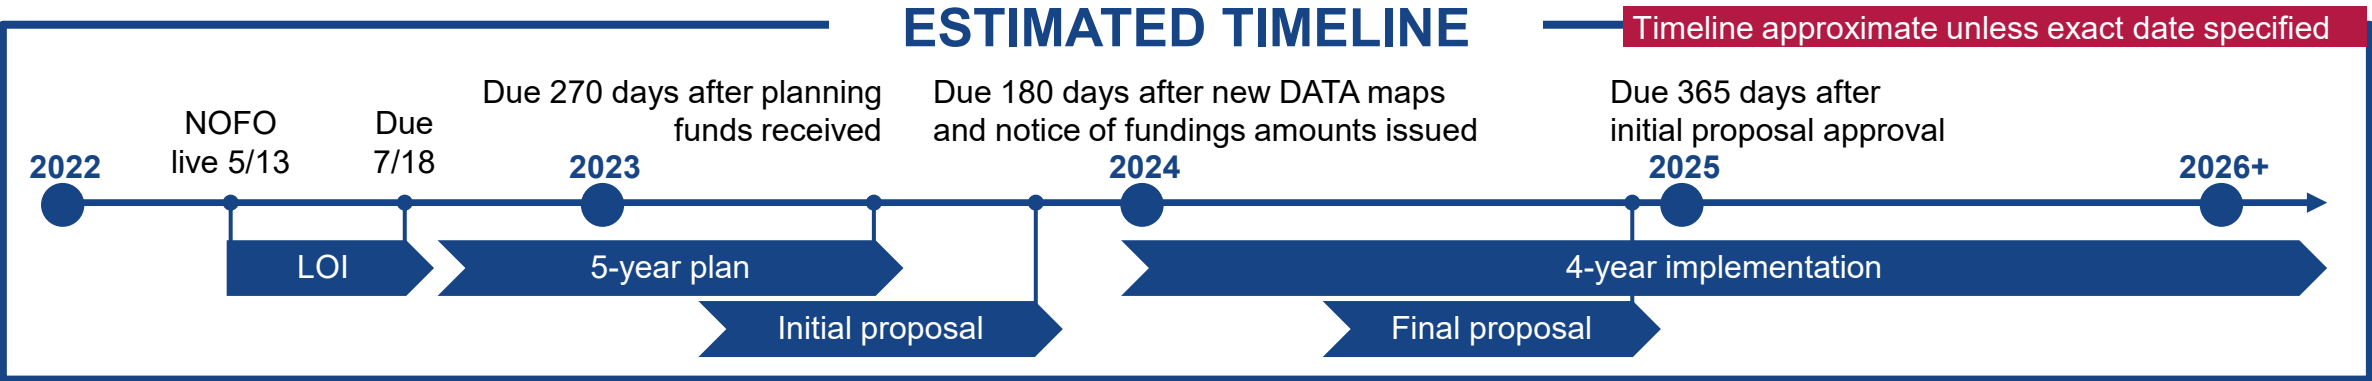 ESTIMATED TIMELINE
Timeline approximate unless exact date specified
NOFO
live 5/13
Due
7/18
Due 270 days after planning
funds received
Due 180 days after new DATA maps
and notice of fundings amounts issued
Due 365 days after
initial proposal approval
2022
2023
2024
2025
2026+
LOI
5-year plan
4-year implementation
Initial proposal
Final proposal